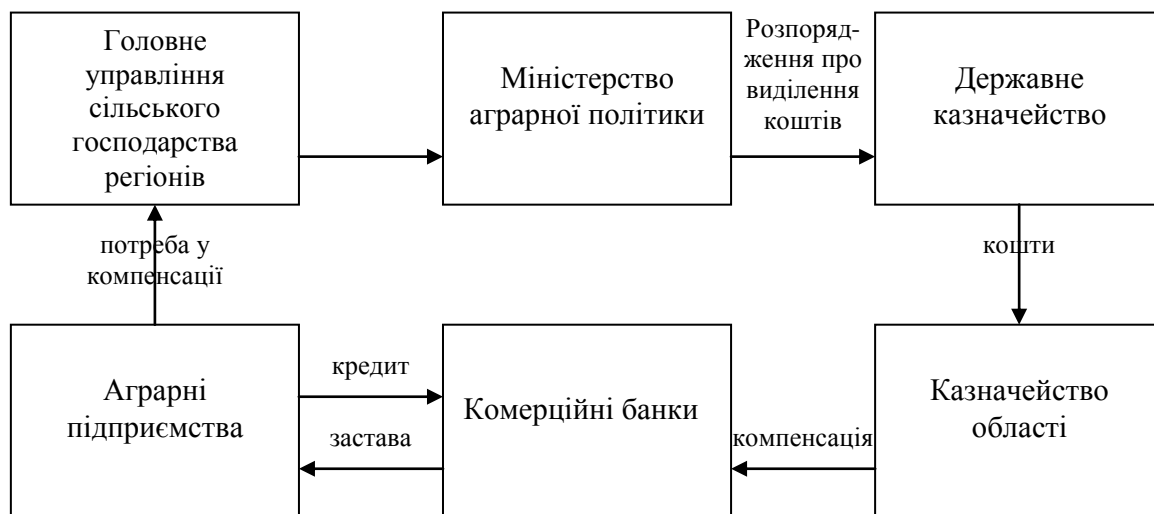 Головне
управління
сільського
господарства
регіонів
Міністерство
аграрної політики
Розпоряд-
ження про
виділення
коштів
Державне
казначейство
потреба у
компенсації
кошти
Аграрні
підприємства
кредит
застава
Комерційні банки
компенсація
Казначейство
області